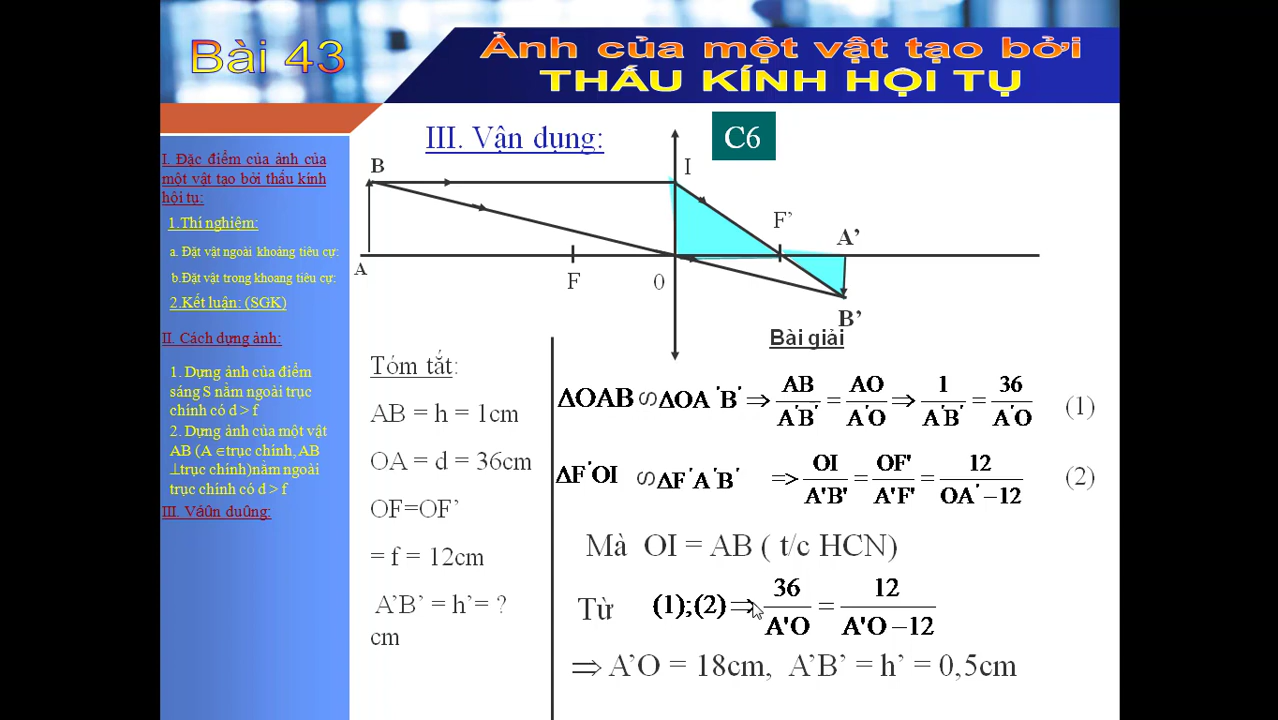 Bài 43
Ảnh của một vật tạo bởi
THẤU KÍNH HỘI TỤ
I. Đặc điểm của ảnh của
một vật tạo bởi thấu kính
hội tụ:
1.Thí nghiệm:
a. Đặt vật ngoài khoảng tiêu cự:
b.Đặt vật trong khoang tiêu cự:
2.Kết luận: (SGK)
II. Cách dựng ảnh:
1. Dựng ảnh của điểm
sáng S nằm ngoài trục
chính có d > f
2. Dựng ảnh của một vật
AB (A ∈trục chính, AB
⊥trục chính)nằm ngoài
trục chính có d > f
III. Váûn duûng:
III. Vận dụng:
C6
B
I
F'
A'
A
F
0
B'
Tóm tắt:
AB = h = 1cm
OA = d = 36cm
OF=OF'
= f = 12cm
A'B' = h'= ?
cm
Bài giải
ΔOAB ∽ ΔOA'B' ⇒ AB/A'B' = AO/A'O ⇒ 1/A'B' = 36/A'O (1)
ΔF'OI ∽ ΔF'A'B' => OI/A'B' = OF'/A'F' = 12/OA'−12 (2)
Mà OI = AB ( t/c HCN)
Từ (1);(2) ⇒ 36/A'O = 12/A'O −12
⇒ A'O = 18cm, A'B' = h' = 0,5cm